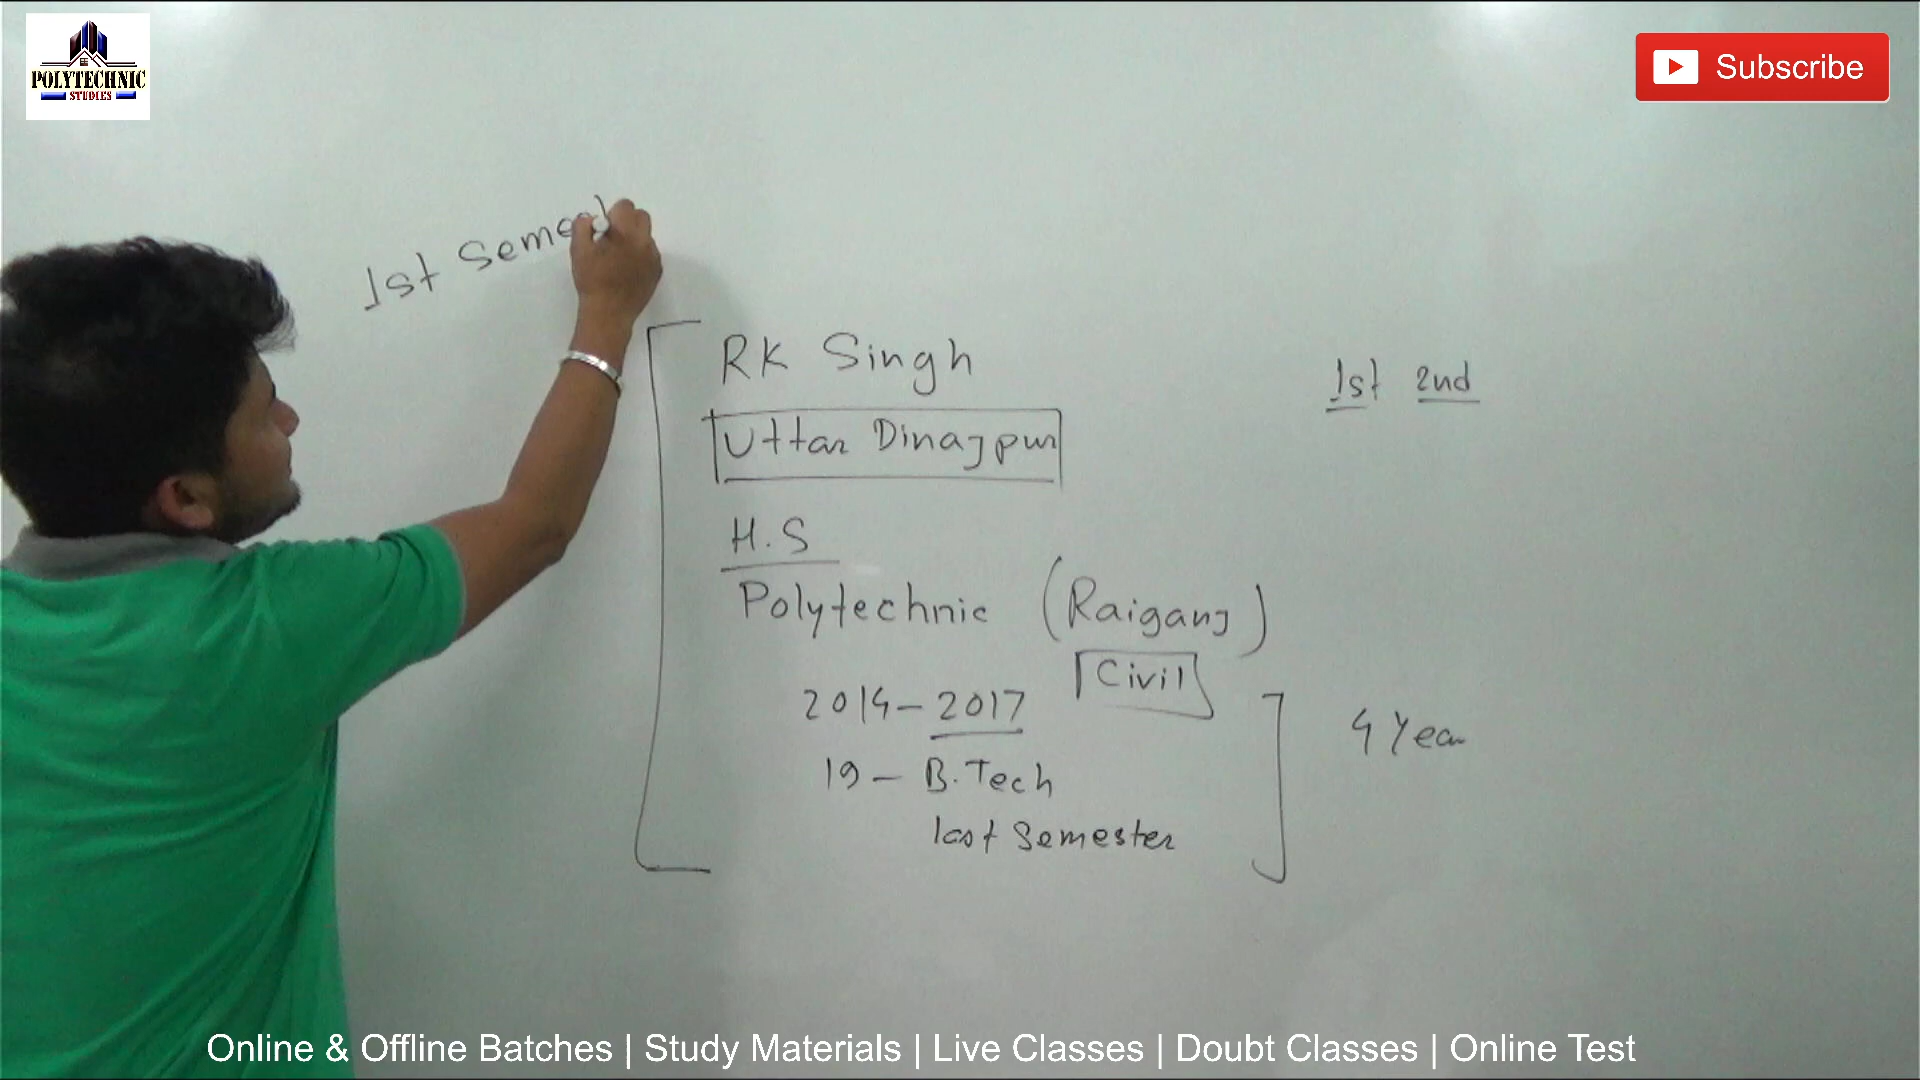 POLYTECHNIC
STUDIES
Subscribe
1st
RK Singh
1st 2nd
Uttar Dinajpur
H.S
Polytechnic (Raiganj)
Civil
2014-2017
4 Year
19 - B.Tech
last Semester
Online & Offline Batches | Study Materials | Live Classes | Doubt Classes | Online Test